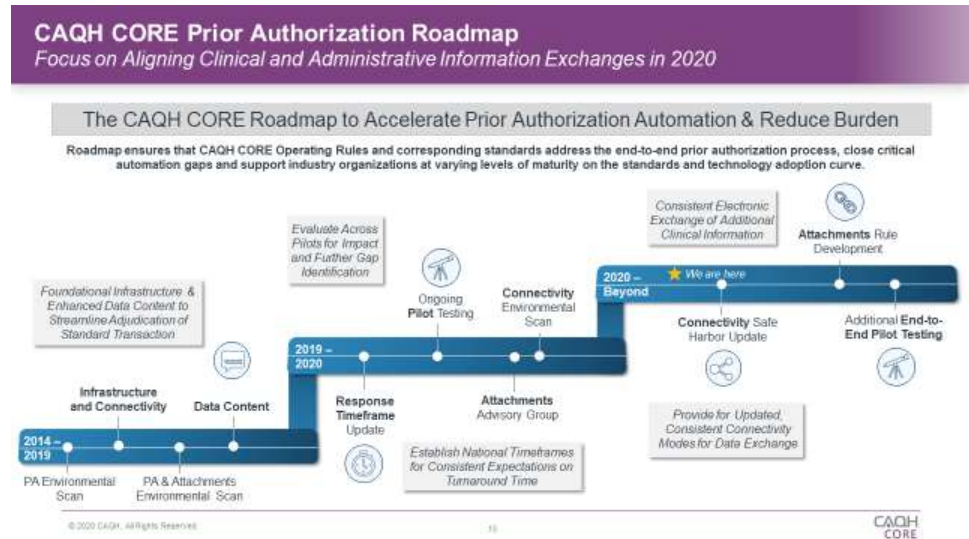 CAQH CORE Prior Authorization Roadmap
Focus on Aligning Clinical and Administrative Information Exchanges in 2020
The CAQH CORE Roadmap to Accelerate Prior Authorization Automation & Reduce Burden
Roadmap ensures that CAQH CORE Operating Rules and corresponding standards address the end-to-end prior authorization process, close critical
automation gaps and support industry organizations at varying levels of maturity on the standards and technology adoption curve.
Foundational Infrastructure &
Enhanced Data Content to
Streamline Adjudication of
Standard Transaction
Infrastructure
and Connectivity
Data Content
2014 –
2019
PA Environmental
Scan
PA & Attachments
Environmental Scan
Evaluate Across
Pilots for Impact
and Further Gap
Identification
Ongoing
Pilot Testing
Connectivity
Environmental
Scan
2019 –
2020
Response
Timeframe
Update
Attachments
Advisory Group
Establish National Timeframes
for Consistent Expectations on
Turnaround Time
Consistent Electronic
Exchange of Additional
Clinical Information
Attachments Rule
Development
2020 –
Beyond
We are here
Connectivity Safe
Harbor Update
Additional End-to-
End Pilot Testing
Provide for Updated,
Consistent Connectivity
Modes for Data Exchange
© 2020 CAQH, All Rights Reserved.
CAQH
CORE